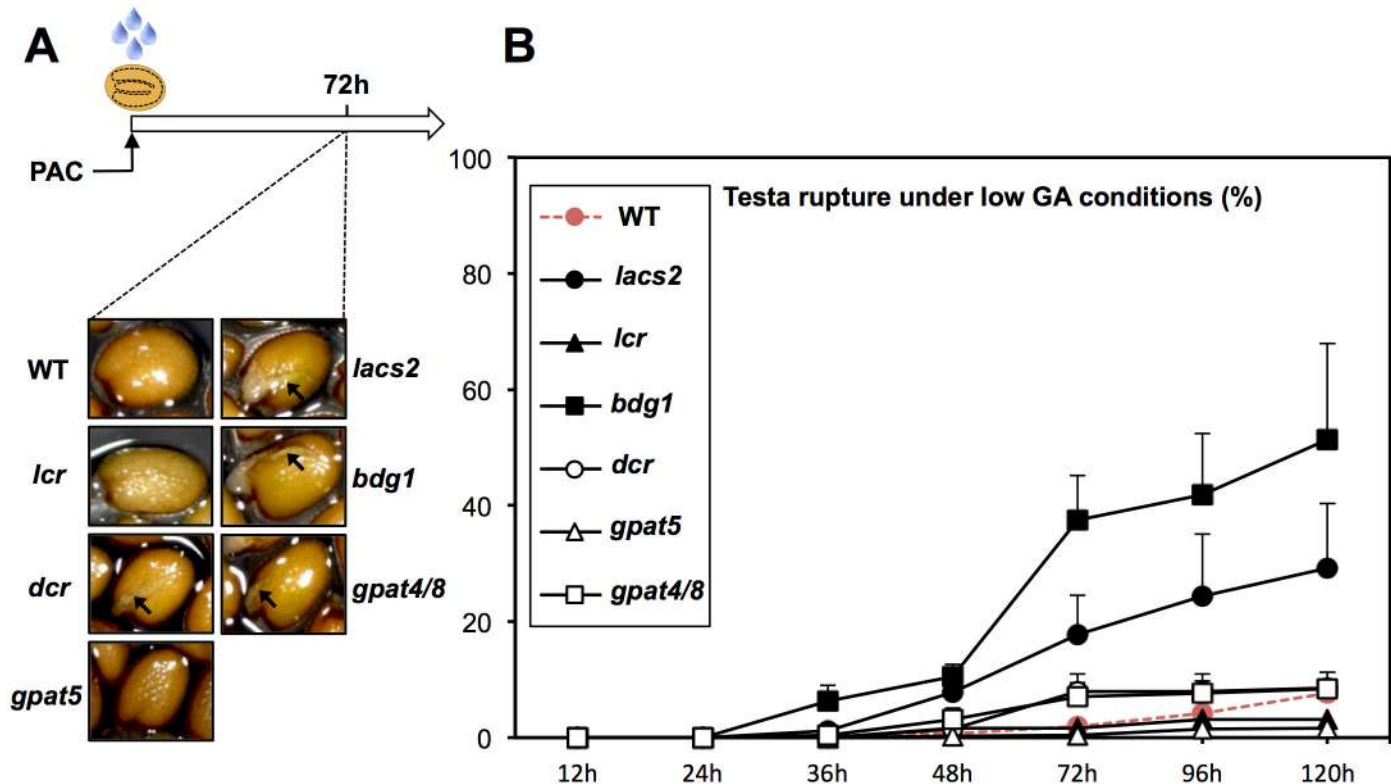 A
72h
PAC
WT
lacs2
lcr
bdg1
dcr
gpat4/8
gpat5
B
Testa rupture under low GA conditions (%)
100
80
60
40
20
0
WT
lacs2
lcr
bdg1
dcr
gpat5
gpat4/8
12h 24h 36h 48h 72h 96h 120h